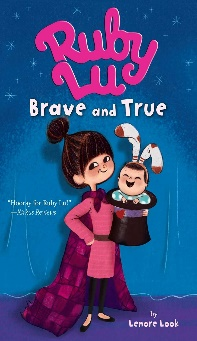 Ruby
Lu
Brave and True
"Hooray for Ruby Lu!"
—Kirkus Reviews
by
Lenore Look